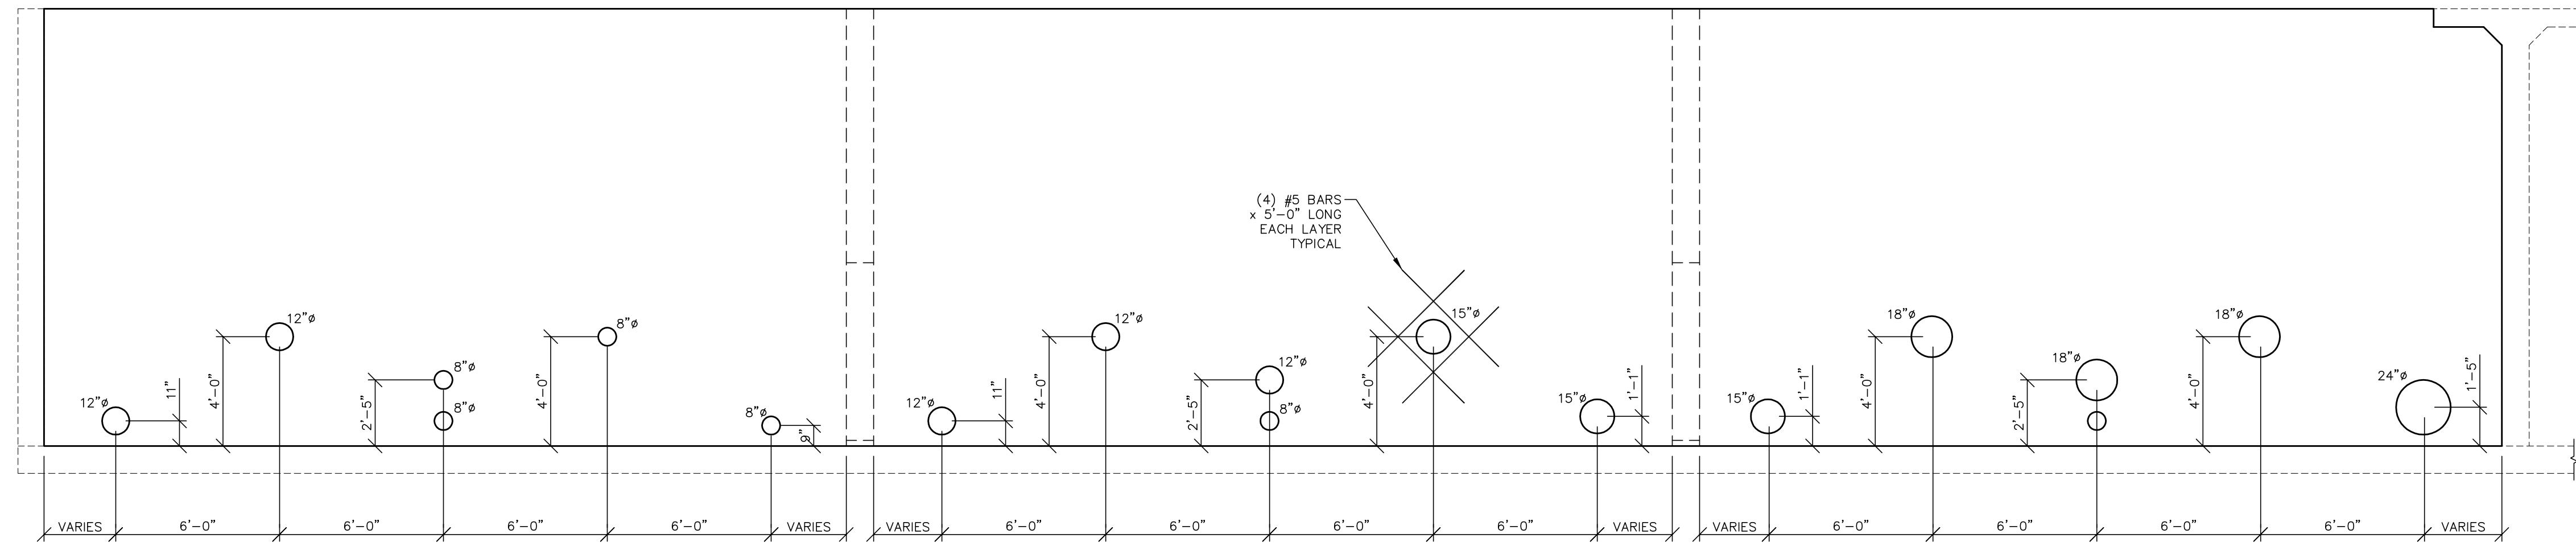 (4) #5 BARS
x 5'-0" LONG
EACH LAYER
TYPICAL
12"ø
11"
4'-0"
12"ø
2'-5"
8"ø
8"ø
4'-0"
8"ø
8"ø
9"
12"ø
11"
4'-0"
12"ø
2'-5"
12"ø
8"ø
4'-0"
15"ø
15"ø
1'-1"
15"ø
1'-1"
4'-0"
18"ø
2'-5"
18"ø
4'-0"
18"ø
24"ø
1'-5"
VARIES 6'-0" 6'-0" 6'-0" 6'-0" VARIES VARIES 6'-0" 6'-0" 6'-0" 6'-0" VARIES VARIES 6'-0" 6'-0" 6'-0" 6'-0" VARIES